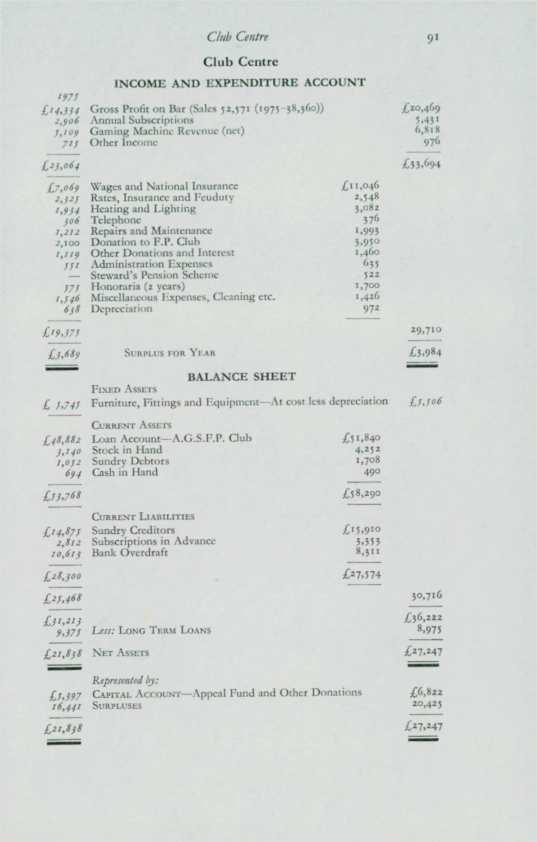 Club Centre 91
Club Centre
INCOME AND EXPENDITURE ACCOUNT
1975
£14,334 Gross Profit on Bar (Sales 52,571 (1975–38,360)) £20,469
2,906 Annual Subscriptions 5,431
5,109 Gaming Machine Revenue (net) 6,818
715 Other Income 976
£23,064 £33,694
£7,069 Wages and National Insurance £11,046
2,325 Rates, Insurance and Feuduty 2,548
1,934 Heating and Lighting 3,082
306 Telephone 376
1,212 Repairs and Maintenance 1,993
2,100 Donation to F.P. Club 3,950
1,119 Other Donations and Interest 1,460
551 Administration Expenses 635
— Steward's Pension Scheme 522
575 Honoraria (2 years) 1,700
1,546 Miscellaneous Expenses, Cleaning etc. 1,426
638 Depreciation 972
£19,375 29,710
£3,689 SURPLUS FOR YEAR £3,984
BALANCE SHEET
FIXED ASSETS
£ 5,745 Furniture, Fittings and Equipment—At cost less depreciation £5,506
CURRENT ASSETS
£48,882 Loan Account—A.G.S.F.P. Club £51,840
3,140 Stock in Hand 4,252
1,052 Sundry Debtors 1,708
694 Cash in Hand 490
£53,768 £58,290
CURRENT LIABILITIES
£14,875 Sundry Creditors £15,910
2,812 Subscriptions in Advance 3,353
10,613 Bank Overdraft 8,311
£28,300 £27,574
£25,468 30,716
£31,213 £36,222
9,375 Less: LONG TERM LOANS 8,975
£21,838 NET ASSETS £27,247
Represented by:
£5,397 CAPITAL ACCOUNT—Appeal Fund and Other Donations £6,822
16,441 SURPLUSES 20,425
£21,838 £27,247